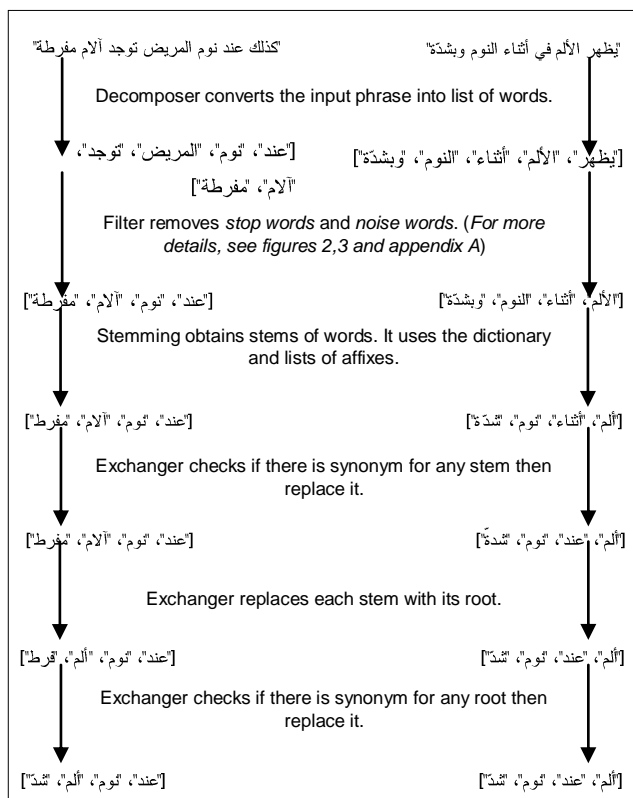 "كذلك عند نوم المريض توجد آلام مفرطة"
"يظهر الألم في أثناء النوم وبشدّة"
Decomposer converts the input phrase into list of words.
["عند"، "نوم"، "المريض"، "توجد"،
"آلام"، "مفرطة"]
["يظهر"، "الألم"، "أثناء"، "النوم"، "وبشدّة"]
Filter removes stop words and noise words. (For more
details, see figures 2,3 and appendix A)
["عند"، "نوم"، "آلام"، "مفرطة"]
["الألم"، "أثناء"، "النوم"، "وبشدّة"]
Stemming obtains stems of words. It uses the dictionary
and lists of affixes.
["عند"، "نوم"، "آلام"، "مفرط"]
["ألم"، "أثناء"، "نوم"، "شدّة"]
Exchanger checks if there is synonym for any stem then
replace it.
["عند"، "نوم"، "آلام"، "مفرط"]
["ألم"، "عند"، "نوم"، "شدّة"]
Exchanger replaces each stem with its root.
["عند"، "نوم"، "ألم"، "فرط"]
["ألم"، "عند"، "نوم"، "شدّ"]
Exchanger checks if there is synonym for any root then
replace it.
["عند"، "نوم"، "ألم"، "شدّ"]
["ألم"، "عند"، "نوم"، "شدّ"]